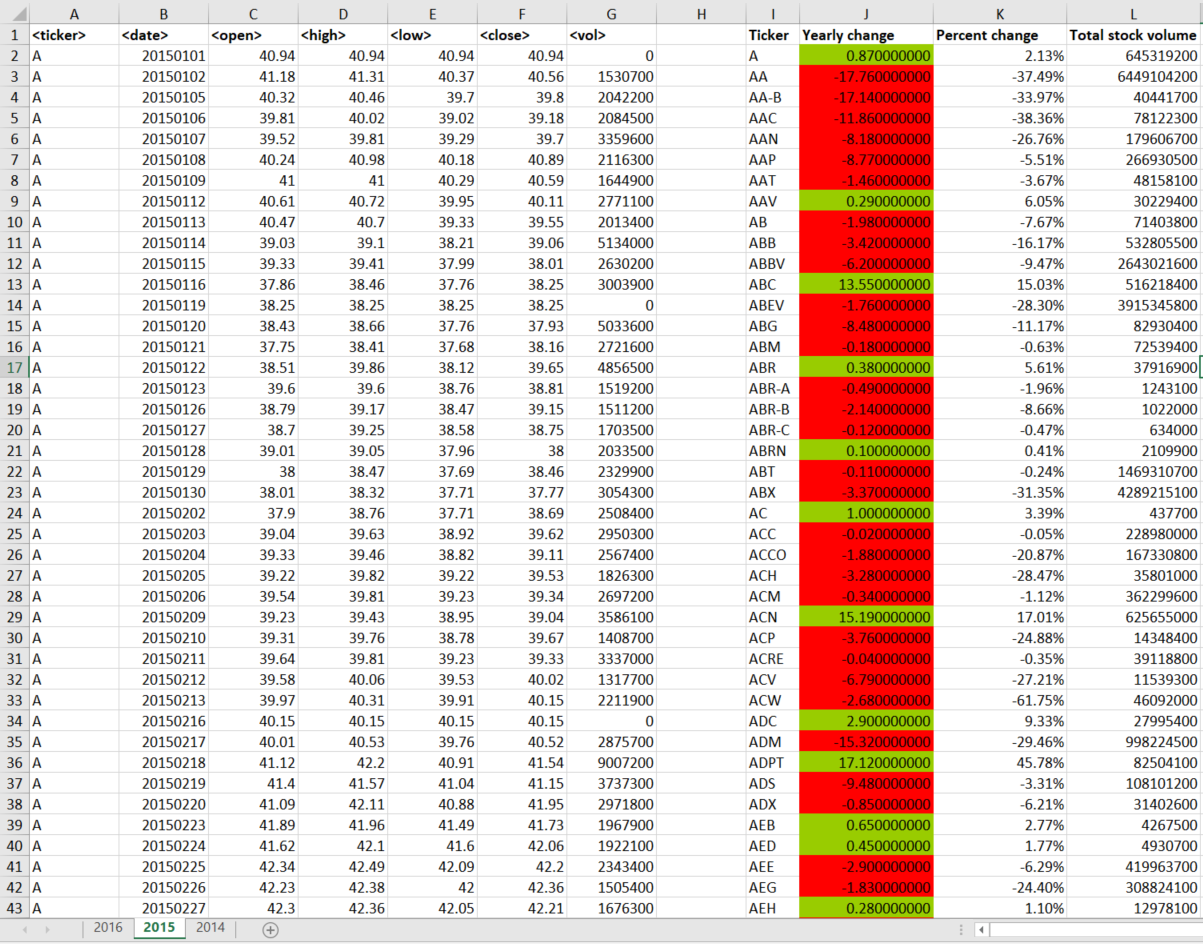 A B C D E F G H I J K L
1 <ticker> <date> <open> <high> <low> <close> <vol> Ticker Yearly change Percent change Total stock volume
2 A 20150101 40.94 40.94 40.94 40.94 0 A 0.870000000 2.13% 645319200
3 A 20150102 41.18 41.31 40.37 40.56 1530700 AA -17.760000000 -37.49% 6449104200
4 A 20150105 40.32 40.46 39.7 39.8 2042200 AA-B -17.140000000 -33.97% 40441700
5 A 20150106 39.81 40.02 39.02 39.18 2084500 AAC -11.860000000 -38.36% 78122300
6 A 20150107 39.52 39.81 39.29 39.7 3359600 AAN -8.180000000 -26.76% 179606700
7 A 20150108 40.24 40.98 40.18 40.89 2116300 AAP -8.770000000 -5.51% 266930500
8 A 20150109 41 41 40.29 40.59 1644900 AAT -1.460000000 -3.67% 48158100
9 A 20150112 40.61 40.72 39.95 40.11 2771100 AAV 0.290000000 6.05% 30229400
10 A 20150113 40.47 40.7 39.33 39.55 2013400 AB -1.980000000 -7.67% 71403800
11 A 20150114 39.03 39.1 38.21 39.06 5134000 ABB -3.420000000 -16.17% 532805500
12 A 20150115 39.33 39.41 37.99 38.01 2630200 ABBV -6.200000000 -9.47% 2643021600
13 A 20150116 37.86 38.46 37.76 38.25 3003900 ABC 13.550000000 15.03% 516218400
14 A 20150119 38.25 38.25 38.25 38.25 0 ABEV -1.760000000 -28.30% 3915345800
15 A 20150120 38.43 38.66 37.76 37.93 5033600 ABG -8.480000000 -11.17% 82930400
16 A 20150121 37.75 38.41 37.68 38.16 2721600 ABM -0.180000000 -0.63% 72539400
17 A 20150122 38.51 39.86 38.12 39.65 4856500 ABR 0.380000000 5.61% 37916900
18 A 20150123 39.6 39.6 38.76 38.81 1519200 ABR-A -0.490000000 -1.96% 1243100
19 A 20150126 38.79 39.17 38.47 39.15 1511200 ABR-B -2.140000000 -8.66% 1022000
20 A 20150127 38.7 39.25 38.58 38.75 1703500 ABR-C -0.120000000 -0.47% 634000
21 A 20150128 39.01 39.05 37.96 38 2033500 ABRN 0.100000000 0.41% 2109900
22 A 20150129 38 38.47 37.69 38.46 2329900 ABT -0.110000000 -0.24% 1469310700
23 A 20150130 38.01 38.32 37.71 37.77 3054300 ABX -3.370000000 -31.35% 4289215100
24 A 20150202 37.9 38.76 37.71 38.69 2508400 AC 1.000000000 3.39% 437700
25 A 20150203 39.04 39.63 38.92 39.62 2950300 ACC -0.020000000 -0.05% 228980000
26 A 20150204 39.33 39.46 38.82 39.11 2567400 ACCO -1.880000000 -20.87% 167330800
27 A 20150205 39.22 39.82 39.22 39.53 1826300 ACH -3.280000000 -28.47% 35801000
28 A 20150206 39.54 39.81 39.23 39.34 2697200 ACM -0.340000000 -1.12% 362299600
29 A 20150209 39.23 39.43 38.95 39.04 3586100 ACN 15.190000000 17.01% 625655000
30 A 20150210 39.31 39.76 38.78 39.67 1408700 ACP -3.760000000 -24.88% 14348400
31 A 20150211 39.64 39.81 39.23 39.33 3337000 ACRE -0.040000000 -0.35% 39118800
32 A 20150212 39.58 40.06 39.53 40.02 1317700 ACV -6.790000000 -27.21% 11539300
33 A 20150213 39.97 40.31 39.91 40.15 2211900 ACW -2.680000000 -61.75% 46092000
34 A 20150216 40.15 40.15 40.15 40.15 0 ADC 2.900000000 9.33% 27995400
35 A 20150217 40.01 40.53 39.76 40.52 2875700 ADM -15.320000000 -29.46% 998224500
36 A 20150218 41.12 42.2 40.91 41.54 9007200 ADPT 17.120000000 45.78% 82504100
37 A 20150219 41.4 41.57 41.04 41.15 3737300 ADS -9.480000000 -3.31% 108101200
38 A 20150220 41.09 42.11 40.88 41.95 2971800 ADX -0.850000000 -6.21% 31402600
39 A 20150223 41.89 41.96 41.49 41.73 1967900 AEB 0.650000000 2.77% 4267500
40 A 20150224 41.62 42.1 41.6 42.06 1922100 AED 0.450000000 1.77% 4930700
41 A 20150225 42.34 42.49 42.09 42.2 2343400 AEE -2.900000000 -6.29% 419963700
42 A 20150226 42.23 42.38 42 42.36 1505400 AEG -1.830000000 -24.40% 308824100
43 A 20150227 42.3 42.36 42.05 42.21 1676300 AEH 0.280000000 1.10% 12978100
2016 2015 2014